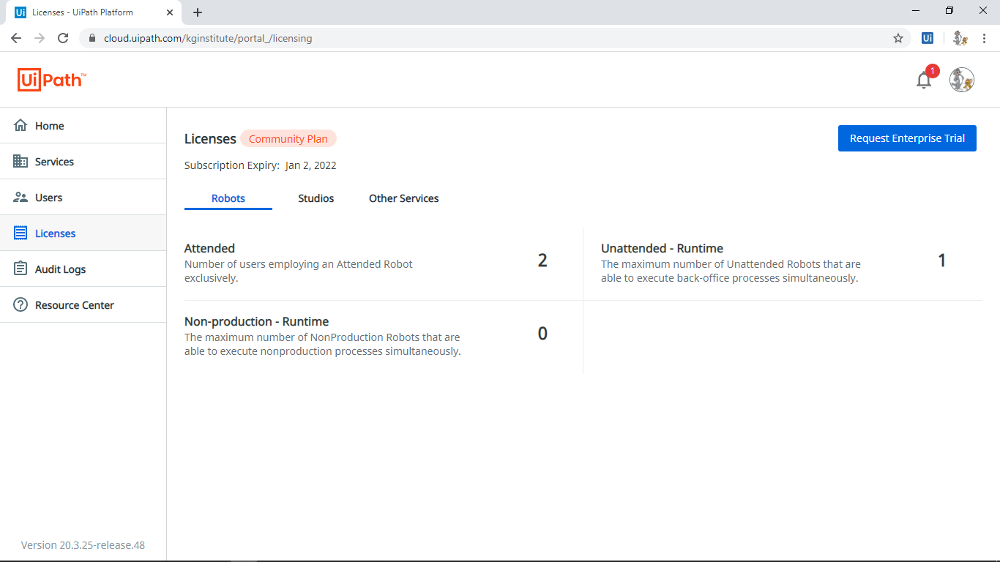 Licenses - UiPath Platform
cloud.uipath.com/kginstitute/portal_/licensing
Ui
Ui Path™
1
Home
Services
Users
Licenses
Audit Logs
Resource Center
Version 20.3.25-release.48
Licenses Community Plan
Request Enterprise Trial
Subscription Expiry: Jan 2, 2022
Robots Studios Other Services
Attended
Number of users employing an Attended Robot
exclusively.
2
Unattended - Runtime
The maximum number of Unattended Robots that are
able to execute back-office processes simultaneously.
1
Non-production - Runtime
The maximum number of NonProduction Robots that are
able to execute nonproduction processes simultaneously.
0